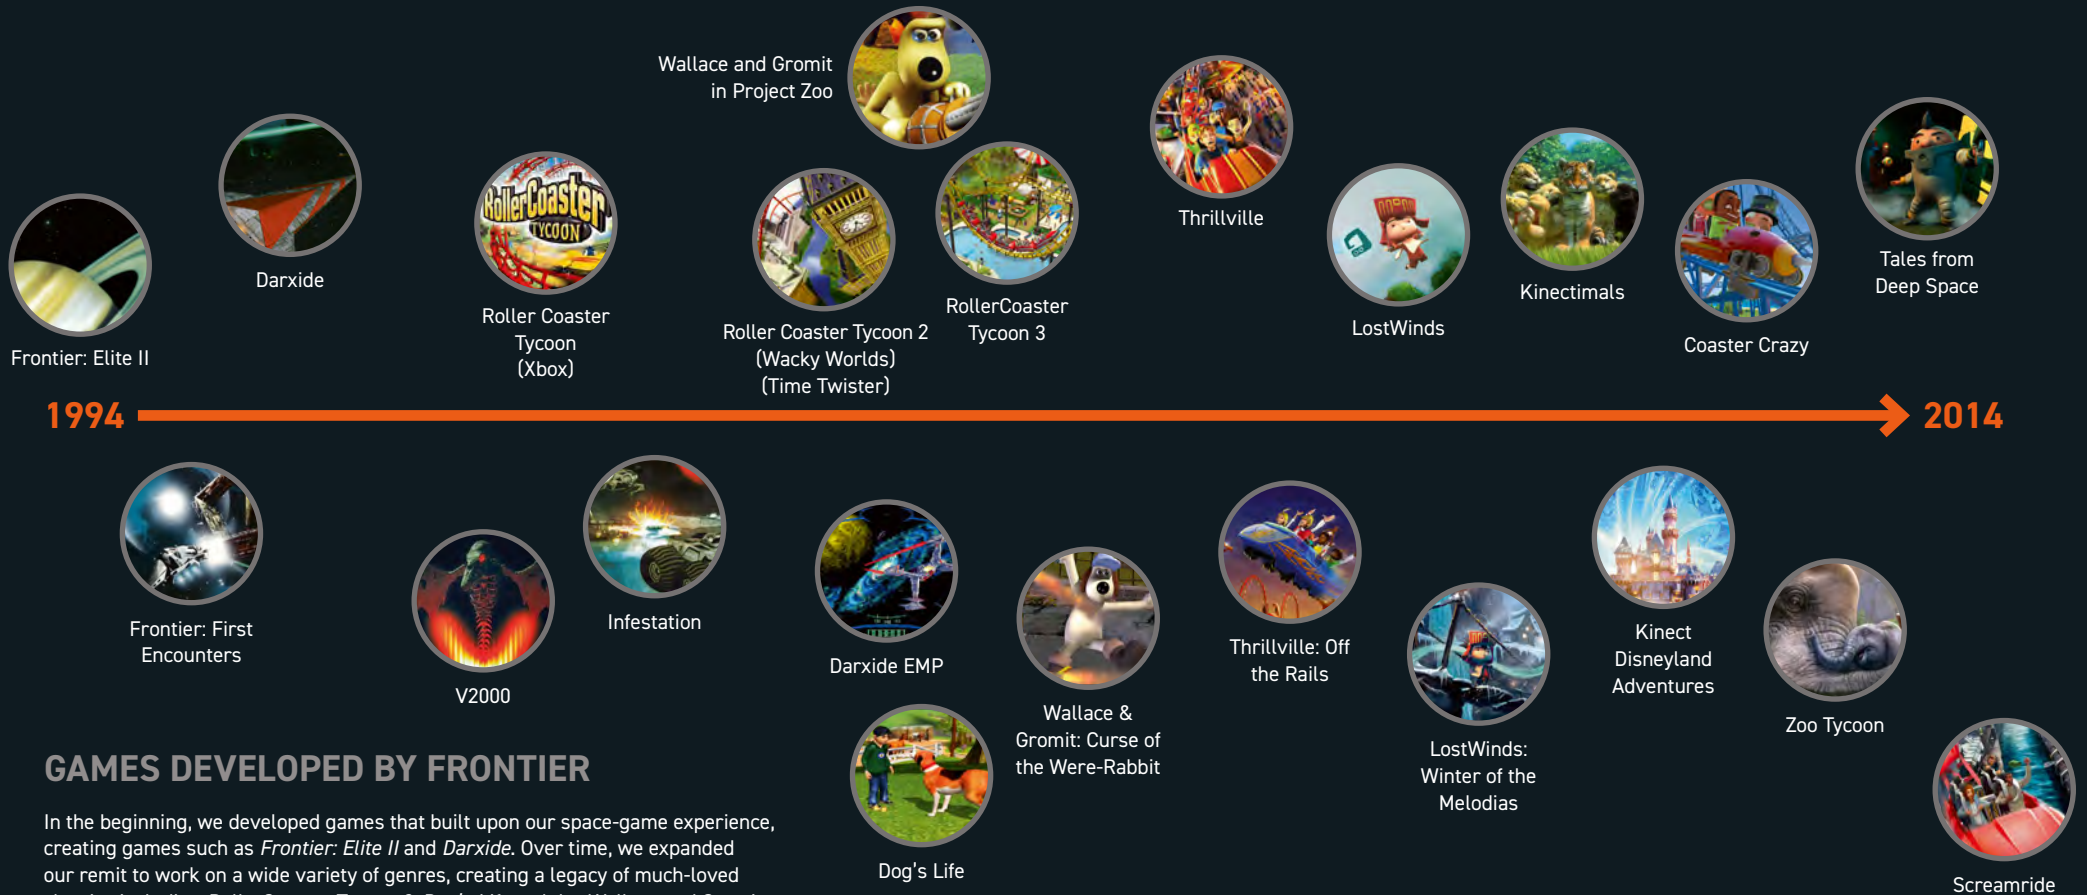 Wallace and Gromit
in Project Zoo
Darxide
Frontier: Elite II
RollerCoaster
TYCOON
Roller Coaster
Tycoon
(Xbox)
Roller Coaster Tycoon 2
(Wacky Worlds)
(Time Twister)
RollerCoaster
Tycoon 3
Thrillville
LostWinds
Kinectimals
Coaster Crazy
Tales from
Deep Space
1994
2014
Frontier: First
Encounters
V2000
Infestation
Darxide EMP
Dog's Life
Wallace &
Gromit: Curse of
the Were-Rabbit
Thrillville: Off
the Rails
LostWinds:
Winter of the
Melodias
Kinect
Disneyland
Adventures
Zoo Tycoon
Screamride
GAMES DEVELOPED BY FRONTIER
In the beginning, we developed games that built upon our space-game experience,
creating games such as Frontier: Elite II and Darxide. Over time, we expanded
our remit to work on a wide variety of genres, creating a legacy of much-loved